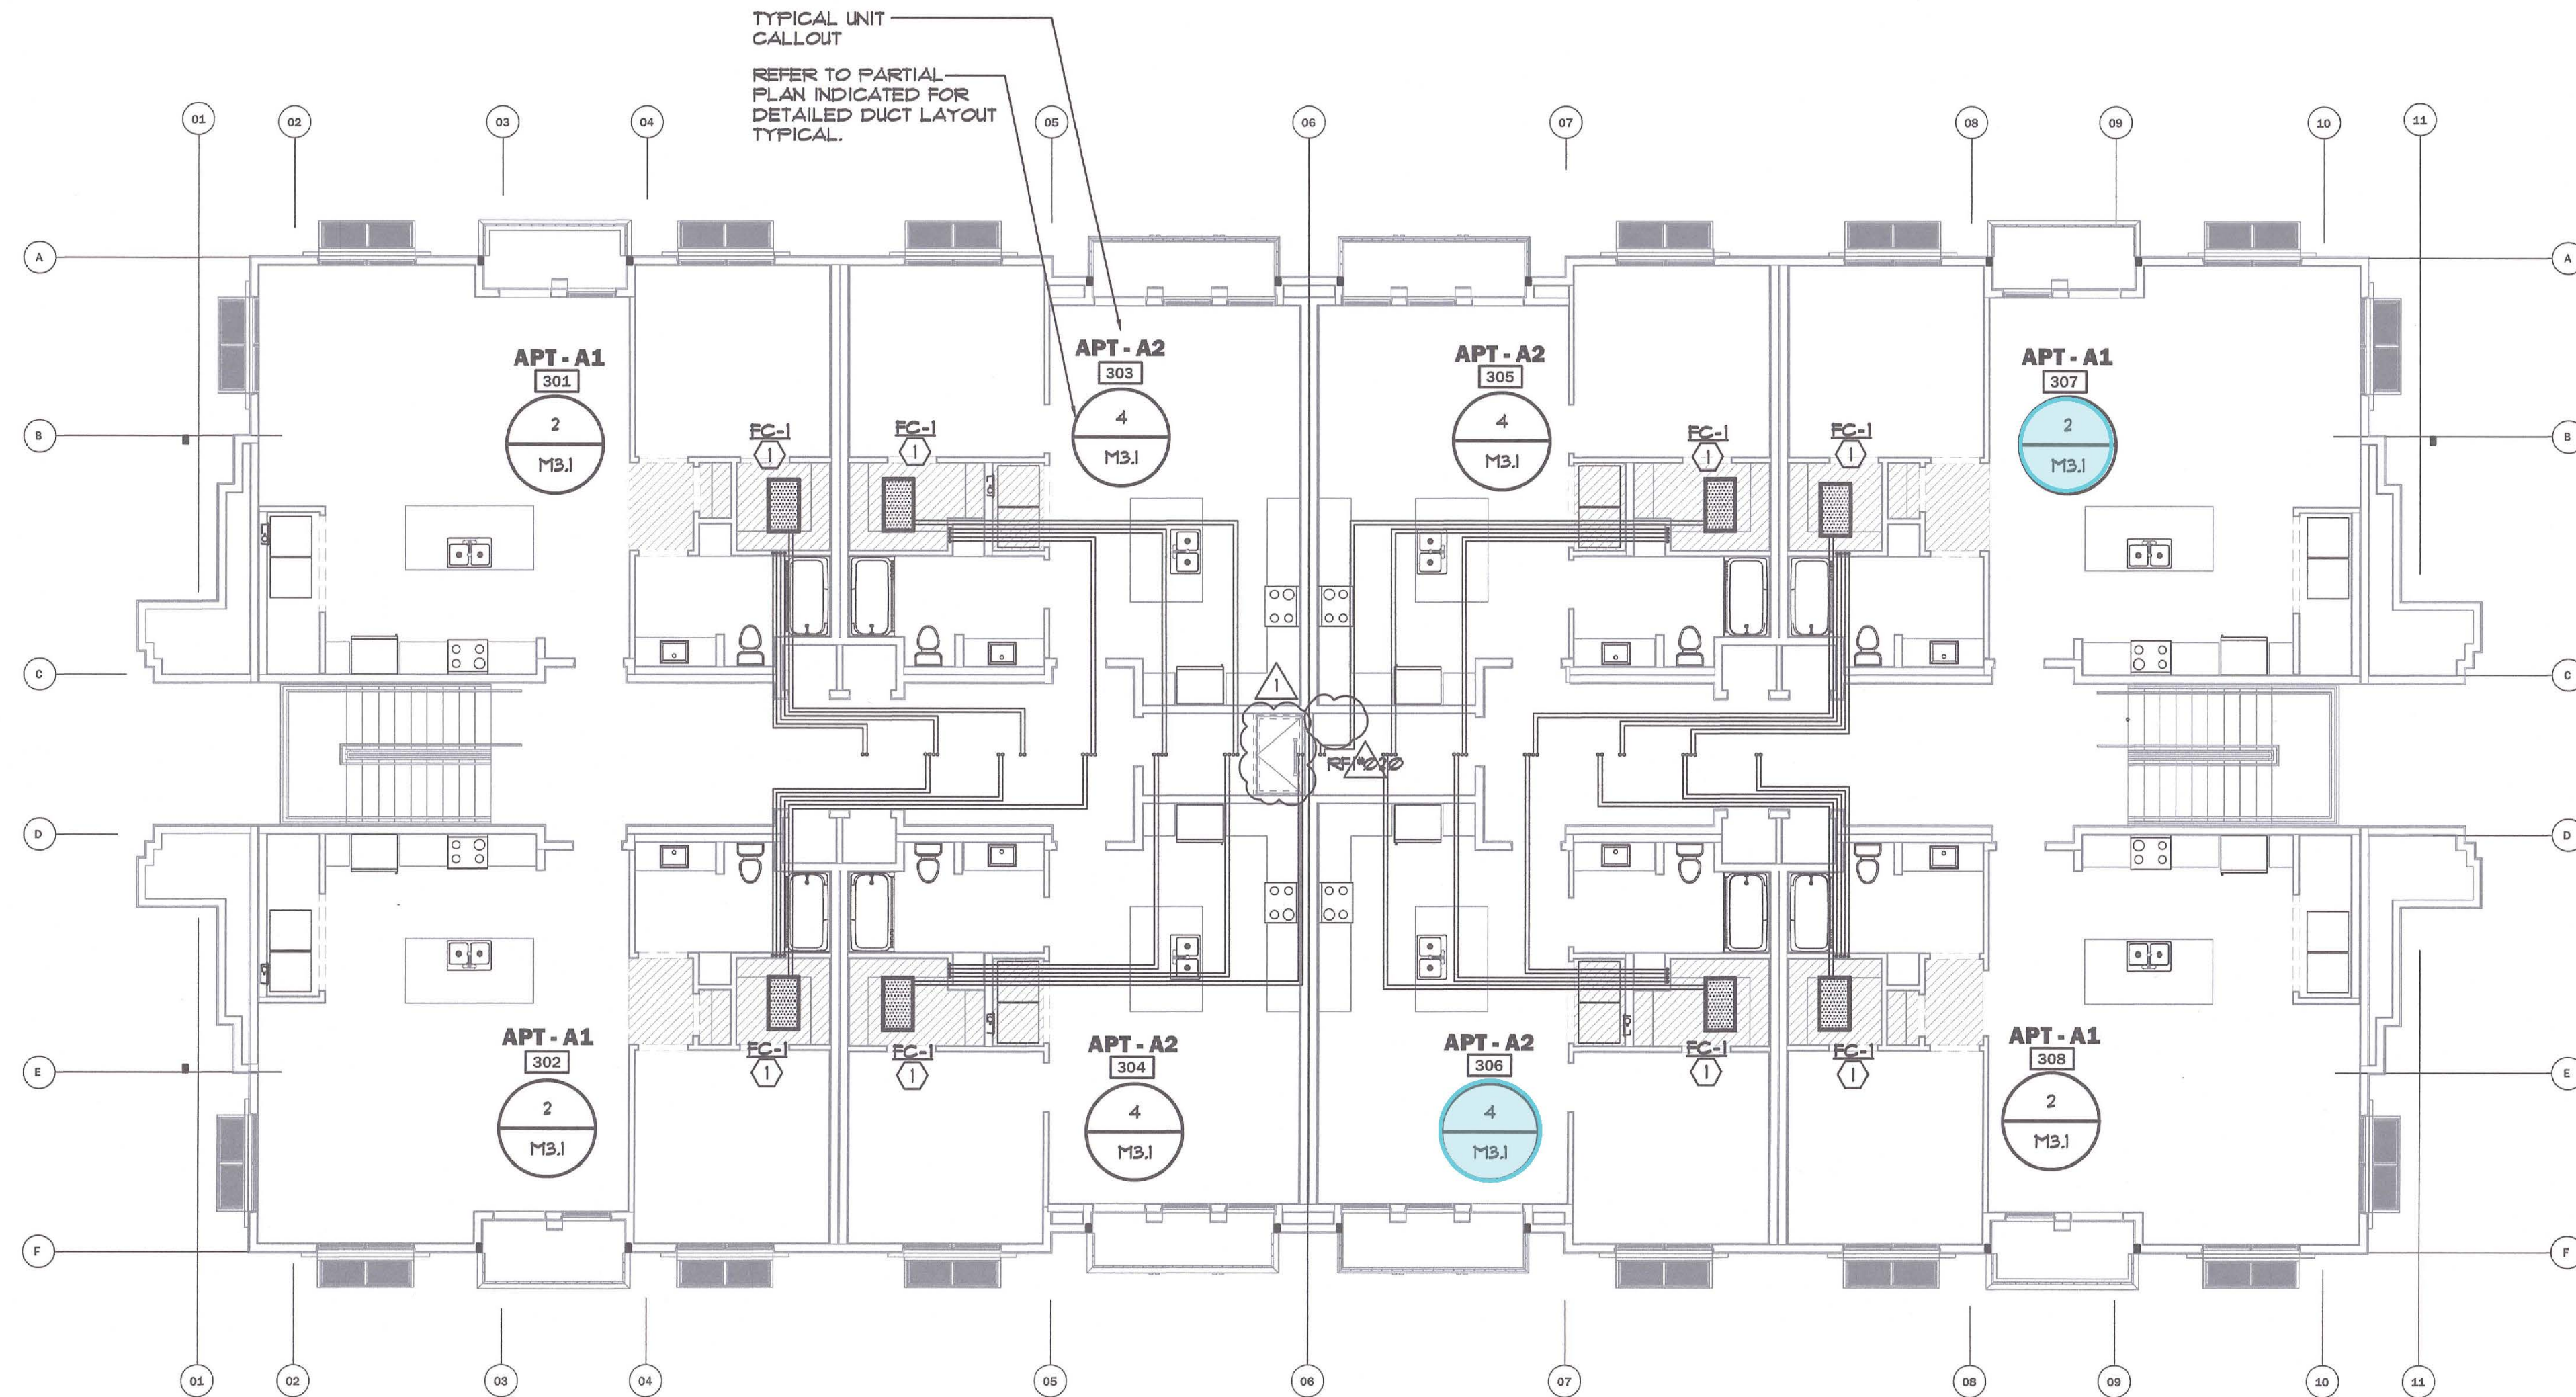 TYPICAL UNIT
CALLOUT
REFER TO PARTIAL
PLAN INDICATED FOR
DETAILED DUCT LAYOUT
TYPICAL.
01
02
03
04
05
06
07
08
09
10
11
A
A
APT - A1
301
2
M3.1
APT - A2
303
4
M3.1
APT - A2
305
4
M3.1
APT - A1
307
2
M3.1
B
B
FC-1
1
FC-1
1
FC-1
1
FC-1
1
C
C
1
RFI#020
D
D
APT - A1
302
2
M3.1
APT - A2
304
4
M3.1
APT - A2
306
4
M3.1
APT - A1
308
2
M3.1
FC-1
1
FC-1
1
FC-1
1
FC-1
1
E
E
F
F
01
02
03
04
05
06
07
08
09
10
11